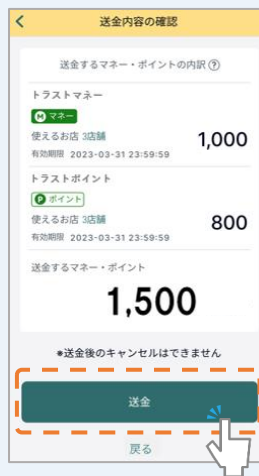 送金内容の確認
送金するマネー・ポイントの内訳 ?
トラストマネー
M マネー
使えるお店 3店舗
1,000
有効期限 2023-03-31 23:59:59
トラストポイント
P ポイント
使えるお店 3店舗
800
有効期限 2023-03-31 23:59:59
送金するマネー・ポイント
1,500
*送金後のキャンセルはできません
送金
戻る